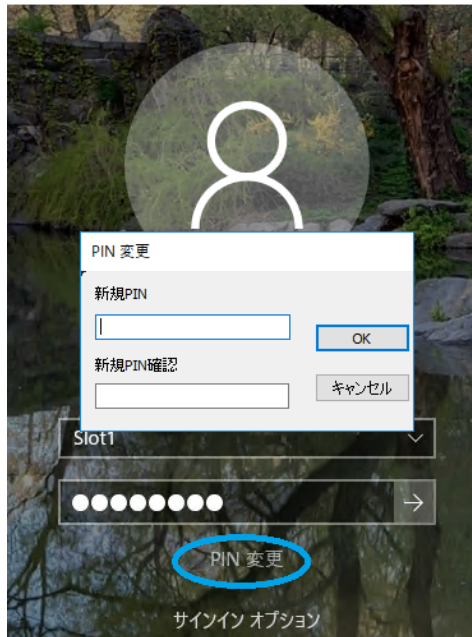 PIN 変更
新規PIN
OK
新規PIN確認
キャンセル
Slot1
●●●●●●●●
PIN 変更
サインイン オプション